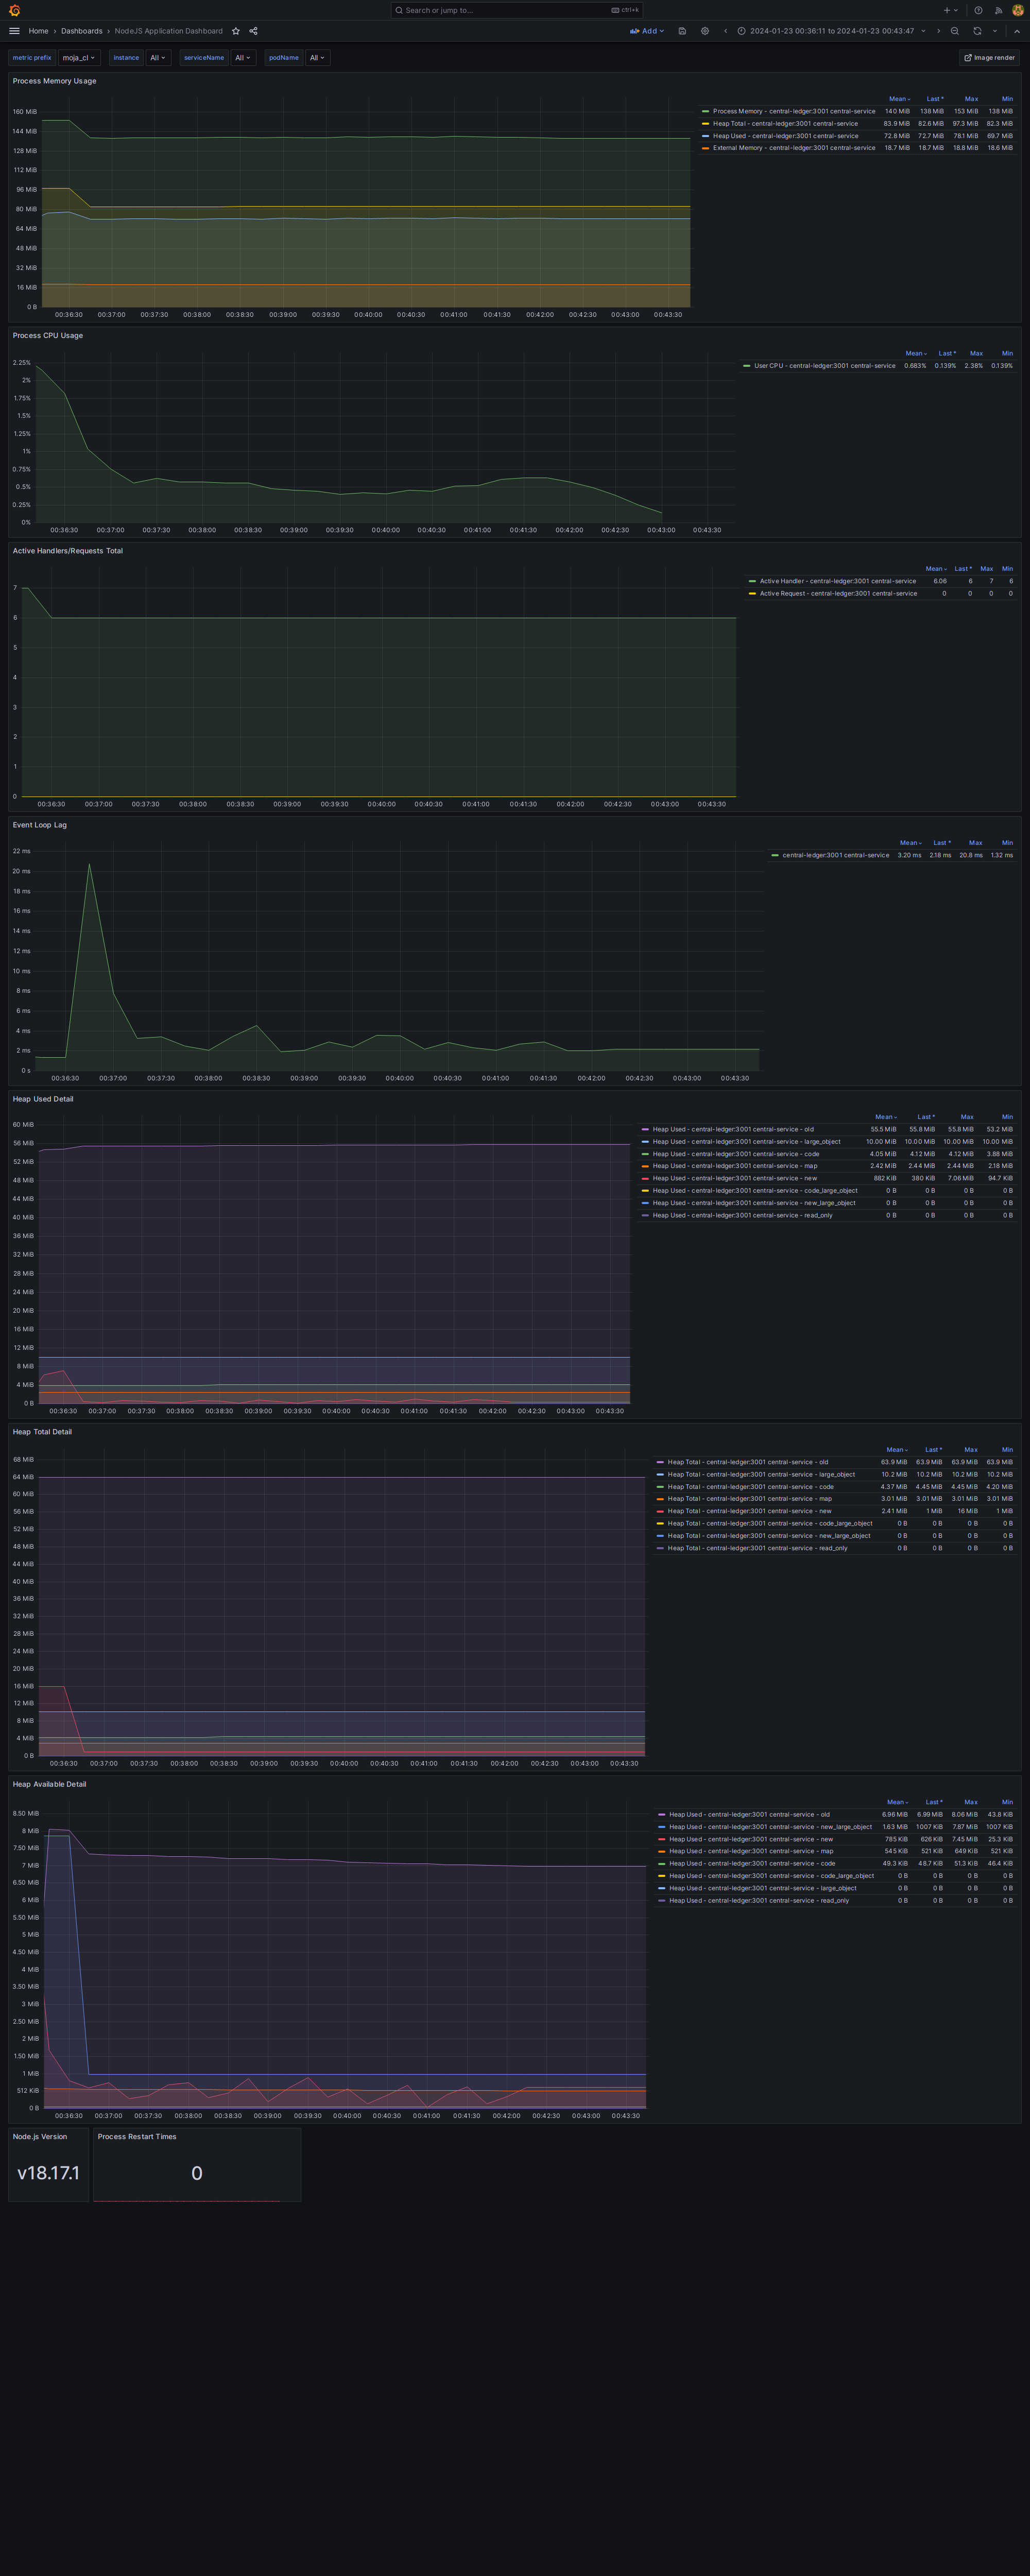 Search or jump to... ctrl+k
Home › Dashboards › NodeJS Application Dashboard Add 2024-01-23 00:36:11 to 2024-01-23 00:43:47
metric prefix moja_cl instance All serviceName All podName All Image render
Process Memory Usage
Mean Last * Max Min
Process Memory - central-ledger:3001 central-service 140 MiB 138 MiB 153 MiB 138 MiB
Heap Total - central-ledger:3001 central-service 83.9 MiB 82.6 MiB 97.3 MiB 82.3 MiB
Heap Used - central-ledger:3001 central-service 72.8 MiB 72.7 MiB 78.1 MiB 69.7 MiB
External Memory - central-ledger:3001 central-service 18.7 MiB 18.7 MiB 18.8 MiB 18.6 MiB
160 MiB
144 MiB
128 MiB
112 MiB
96 MiB
80 MiB
64 MiB
48 MiB
32 MiB
16 MiB
0 B
00:36:30 00:37:00 00:37:30 00:38:00 00:38:30 00:39:00 00:39:30 00:40:00 00:40:30 00:41:00 00:41:30 00:42:00 00:42:30 00:43:00 00:43:30
Process CPU Usage
Mean Last * Max Min
User CPU - central-ledger:3001 central-service 0.683% 0.139% 2.38% 0.139%
2.25%
2%
1.75%
1.5%
1.25%
1%
0.75%
0.5%
0.25%
0%
00:36:30 00:37:00 00:37:30 00:38:00 00:38:30 00:39:00 00:39:30 00:40:00 00:40:30 00:41:00 00:41:30 00:42:00 00:42:30 00:43:00 00:43:30
Active Handlers/Requests Total
Mean Last * Max Min
Active Handler - central-ledger:3001 central-service 6.06 6 7 6
Active Request - central-ledger:3001 central-service 0 0 0 0
7
6
5
4
3
2
1
0
00:36:30 00:37:00 00:37:30 00:38:00 00:38:30 00:39:00 00:39:30 00:40:00 00:40:30 00:41:00 00:41:30 00:42:00 00:42:30 00:43:00 00:43:30
Event Loop Lag
Mean Last * Max Min
central-ledger:3001 central-service 3.20 ms 2.18 ms 20.8 ms 1.32 ms
22 ms
20 ms
18 ms
16 ms
14 ms
12 ms
10 ms
8 ms
6 ms
4 ms
2 ms
0 s
00:36:30 00:37:00 00:37:30 00:38:00 00:38:30 00:39:00 00:39:30 00:40:00 00:40:30 00:41:00 00:41:30 00:42:00 00:42:30 00:43:00 00:43:30
Heap Used Detail
Mean Last * Max Min
Heap Used - central-ledger:3001 central-service - old 55.5 MiB 55.8 MiB 55.8 MiB 53.2 MiB
Heap Used - central-ledger:3001 central-service - large_object 10.00 MiB 10.00 MiB 10.00 MiB 10.00 MiB
Heap Used - central-ledger:3001 central-service - code 4.05 MiB 4.12 MiB 4.12 MiB 3.88 MiB
Heap Used - central-ledger:3001 central-service - map 2.42 MiB 2.44 MiB 2.44 MiB 2.18 MiB
Heap Used - central-ledger:3001 central-service - new 882 KiB 380 KiB 7.06 MiB 94.7 KiB
Heap Used - central-ledger:3001 central-service - code_large_object 0 B 0 B 0 B 0 B
Heap Used - central-ledger:3001 central-service - new_large_object 0 B 0 B 0 B 0 B
Heap Used - central-ledger:3001 central-service - read_only 0 B 0 B 0 B 0 B
60 MiB
56 MiB
52 MiB
48 MiB
44 MiB
40 MiB
36 MiB
32 MiB
28 MiB
24 MiB
20 MiB
16 MiB
12 MiB
8 MiB
4 MiB
0 B
00:36:30 00:37:00 00:37:30 00:38:00 00:38:30 00:39:00 00:39:30 00:40:00 00:40:30 00:41:00 00:41:30 00:42:00 00:42:30 00:43:00 00:43:30
Heap Total Detail
Mean Last * Max Min
Heap Total - central-ledger:3001 central-service - old 63.9 MiB 63.9 MiB 63.9 MiB 63.9 MiB
Heap Total - central-ledger:3001 central-service - large_object 10.2 MiB 10.2 MiB 10.2 MiB 10.2 MiB
Heap Total - central-ledger:3001 central-service - code 4.37 MiB 4.45 MiB 4.45 MiB 4.20 MiB
Heap Total - central-ledger:3001 central-service - map 3.01 MiB 3.01 MiB 3.01 MiB 3.01 MiB
Heap Total - central-ledger:3001 central-service - new 2.41 MiB 1 MiB 16 MiB 1 MiB
Heap Total - central-ledger:3001 central-service - code_large_object 0 B 0 B 0 B 0 B
Heap Total - central-ledger:3001 central-service - new_large_object 0 B 0 B 0 B 0 B
Heap Total - central-ledger:3001 central-service - read_only 0 B 0 B 0 B 0 B
68 MiB
64 MiB
60 MiB
56 MiB
52 MiB
48 MiB
44 MiB
40 MiB
36 MiB
32 MiB
28 MiB
24 MiB
20 MiB
16 MiB
12 MiB
8 MiB
4 MiB
0 B
00:36:30 00:37:00 00:37:30 00:38:00 00:38:30 00:39:00 00:39:30 00:40:00 00:40:30 00:41:00 00:41:30 00:42:00 00:42:30 00:43:00 00:43:30
Heap Available Detail
Mean Last * Max Min
Heap Used - central-ledger:3001 central-service - old 6.96 MiB 6.99 MiB 8.06 MiB 43.8 KiB
Heap Used - central-ledger:3001 central-service - new_large_object 1.63 MiB 1007 KiB 7.87 MiB 1007 KiB
Heap Used - central-ledger:3001 central-service - new 785 KiB 626 KiB 7.45 MiB 25.3 KiB
Heap Used - central-ledger:3001 central-service - map 545 KiB 521 KiB 649 KiB 521 KiB
Heap Used - central-ledger:3001 central-service - code 49.3 KiB 48.7 KiB 51.3 KiB 46.4 KiB
Heap Used - central-ledger:3001 central-service - code_large_object 0 B 0 B 0 B 0 B
Heap Used - central-ledger:3001 central-service - large_object 0 B 0 B 0 B 0 B
Heap Used - central-ledger:3001 central-service - read_only 0 B 0 B 0 B 0 B
8.50 MiB
8 MiB
7.50 MiB
7 MiB
6.50 MiB
6 MiB
5.50 MiB
5 MiB
4.50 MiB
4 MiB
3.50 MiB
3 MiB
2.50 MiB
2 MiB
1.50 MiB
1 MiB
512 KiB
0 B
00:36:30 00:37:00 00:37:30 00:38:00 00:38:30 00:39:00 00:39:30 00:40:00 00:40:30 00:41:00 00:41:30 00:42:00 00:42:30 00:43:00 00:43:30
Node.js Version Process Restart Times
v18.17.1 0